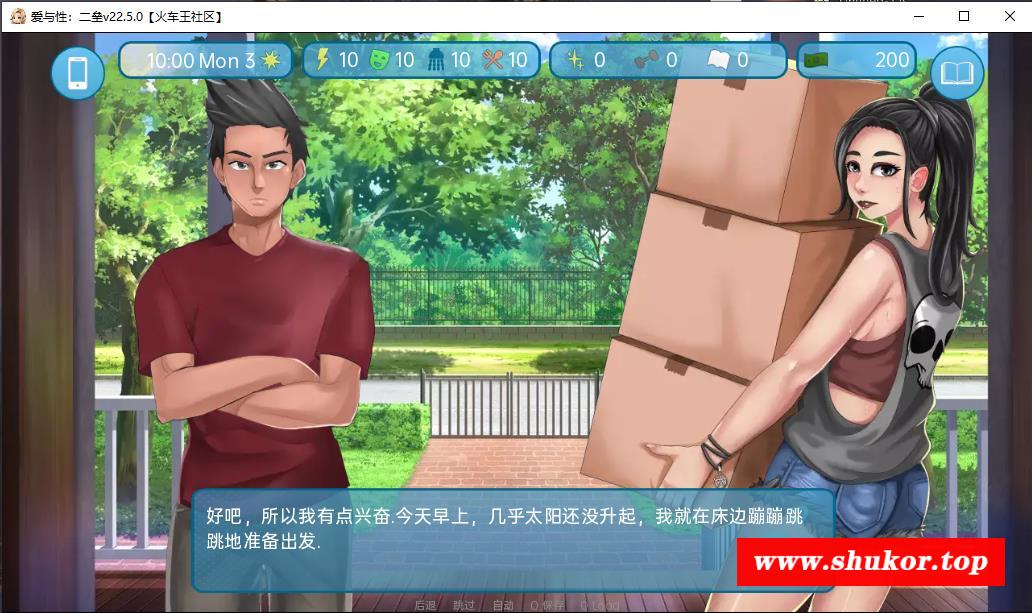 爱与性：二垒v22.5.0【火车王社区】
10:00 Mon 3
10 10 10 10
0 0 0
200
好吧，所以我有点兴奋.今天早上，几乎太阳还没升起，我就在床边蹦蹦跳
跳地准备出发.
www.shukor.top
后退 跳过 自动 Q.保存 Q.Load